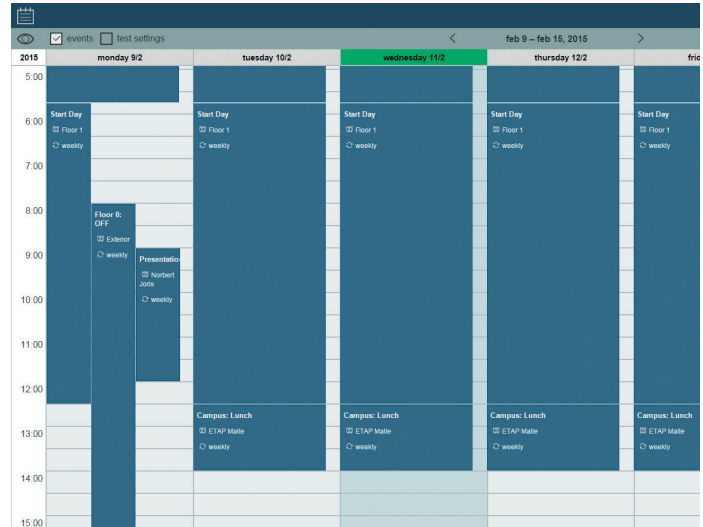 events test settings
feb 9 – feb 15, 2015
2015 monday 9/2 tuesday 10/2 wednesday 11/2 thursday 12/2 frid
5:00
6:00
7:00
8:00
9:00
10:00
11:00
12:00
13:00
14:00
15:00
Start Day
Floor 1
weekly
Floor 0:
OFF
Exterior
weekly
Presentatio
Norbert
Joris
weekly
Start Day
Floor 1
weekly
Campus: Lunch
ETAP Malle
weekly
Start Day
Floor 1
weekly
Campus: Lunch
ETAP Malle
weekly
Start Day
Floor 1
weekly
Campus: Lunch
ETAP Malle
weekly
Start Day
Floor 1
weekly
Campus: Lunch
ETAP Malle
weekly